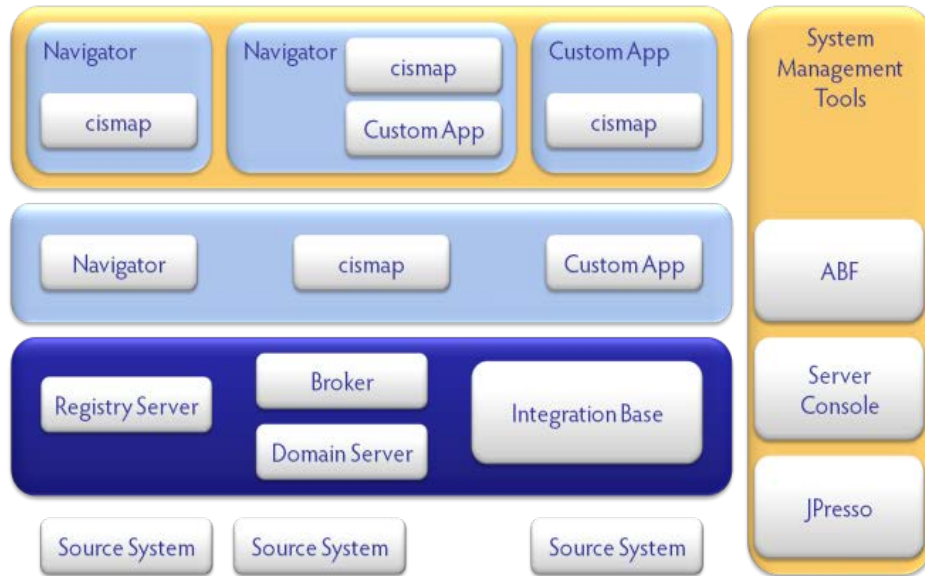 Navigator
cismap
Navigator
cismap
Custom App
Custom App
cismap
Navigator
cismap
Custom App
Registry Server
Broker
Domain Server
Integration Base
Source System
Source System
Source System
System
Management
Tools
ABF
Server
Console
JPresso